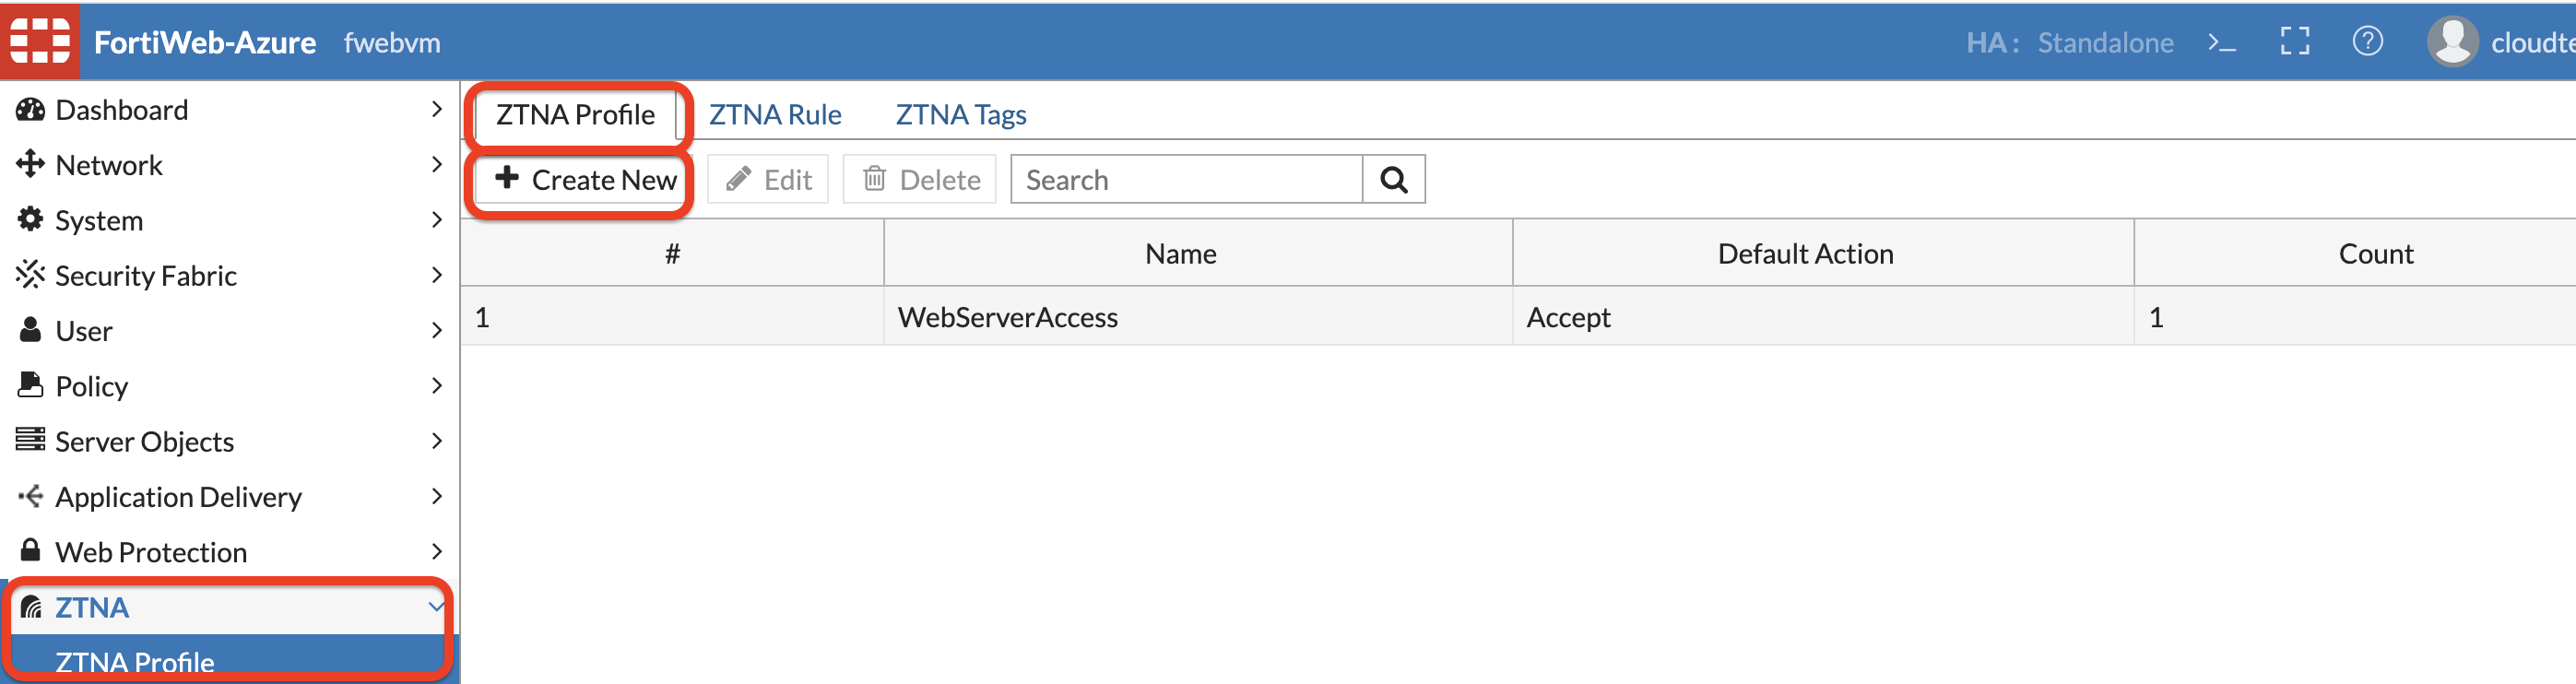 FortiWeb-Azure fwebvm HA: Standalone cloudte
Dashboard
Network
System
Security Fabric
User
Policy
Server Objects
Application Delivery
Web Protection
ZTNA
ZTNA Profile
ZTNA Profile ZTNA Rule ZTNA Tags
Create New Edit Delete Search
# Name Default Action Count
1 WebServerAccess Accept 1